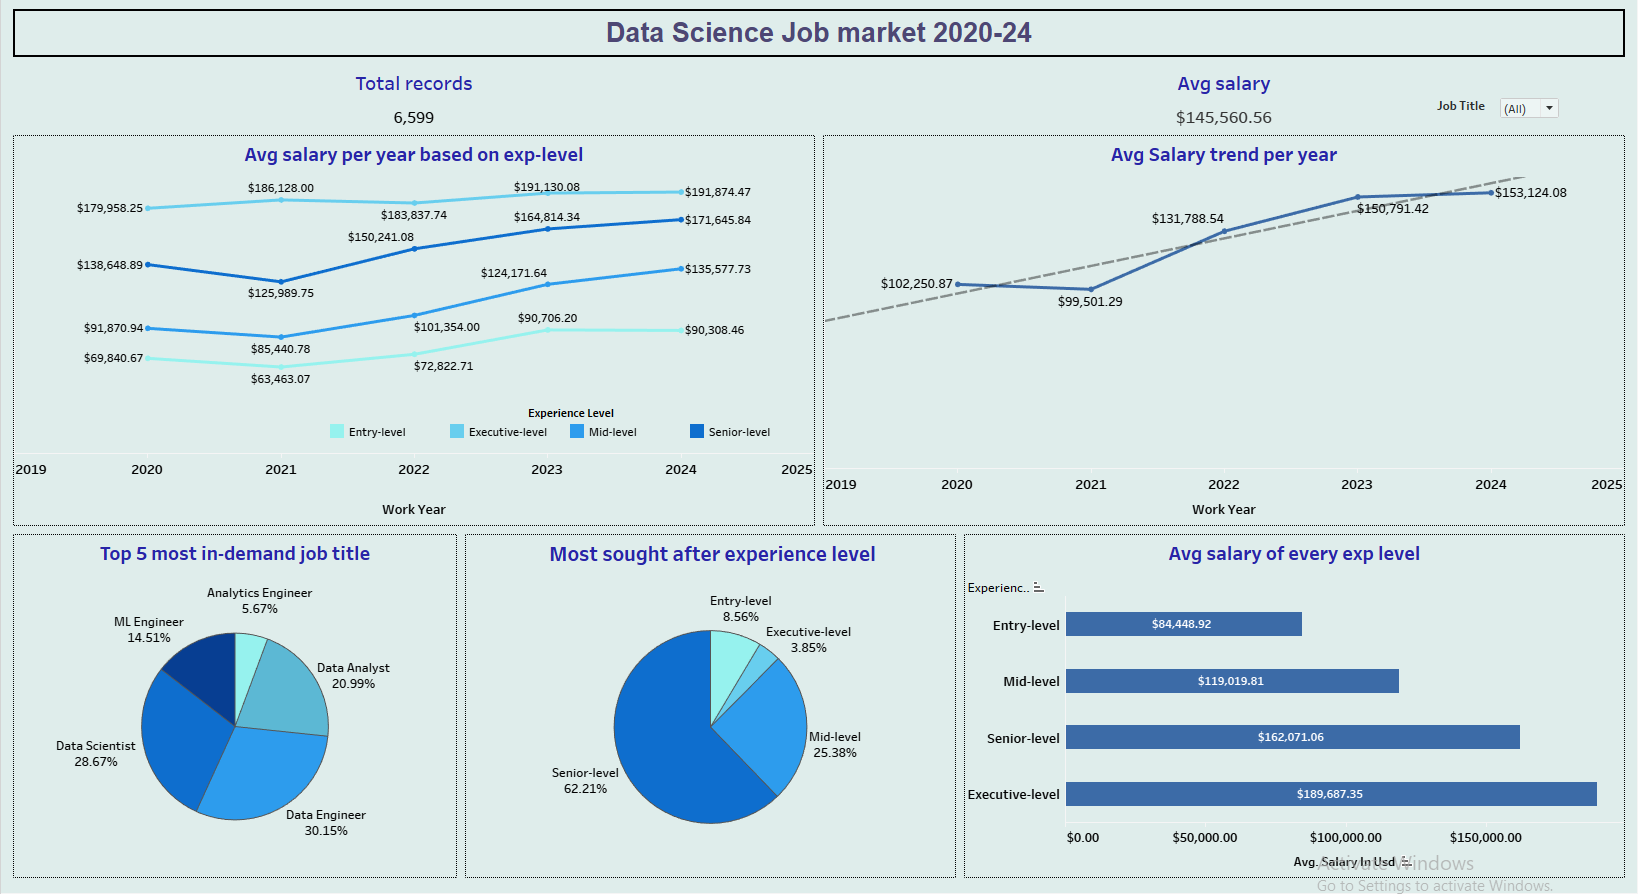 Data Science Job market 2020-24
Total records
6,599
Avg salary
$145,560.56
Job Title
(All)
Avg salary per year based on exp-level
$179,958.25
$186,128.00
$183,837.74
$191,130.08
$191,874.47
$138,648.89
$125,989.75
$150,241.08
$164,814.34
$171,645.84
$91,870.94
$85,440.78
$101,354.00
$124,171.64
$135,577.73
$69,840.67
$63,463.07
$72,822.71
$90,706.20
$90,308.46
Experience Level
Entry-level
Executive-level
Mid-level
Senior-level
2019 2020 2021 2022 2023 2024 2025
Work Year
Avg Salary trend per year
$102,250.87
$99,501.29
$131,788.54
$150,791.42
$153,124.08
2019 2020 2021 2022 2023 2024 2025
Work Year
Top 5 most in-demand job title
Analytics Engineer
5.67%
ML Engineer
14.51%
Data Analyst
20.99%
Data Scientist
28.67%
Data Engineer
30.15%
Most sought after experience level
Entry-level
8.56%
Executive-level
3.85%
Mid-level
25.38%
Senior-level
62.21%
Avg salary of every exp level
Experienc..
Entry-level
$84,448.92
Mid-level
$119,019.81
Senior-level
$162,071.06
Executive-level
$189,687.35
$0.00 $50,000.00 $100,000.00 $150,000.00
Avg. Salary In Usd
Activate Windows
Go to Settings to activate Windows.